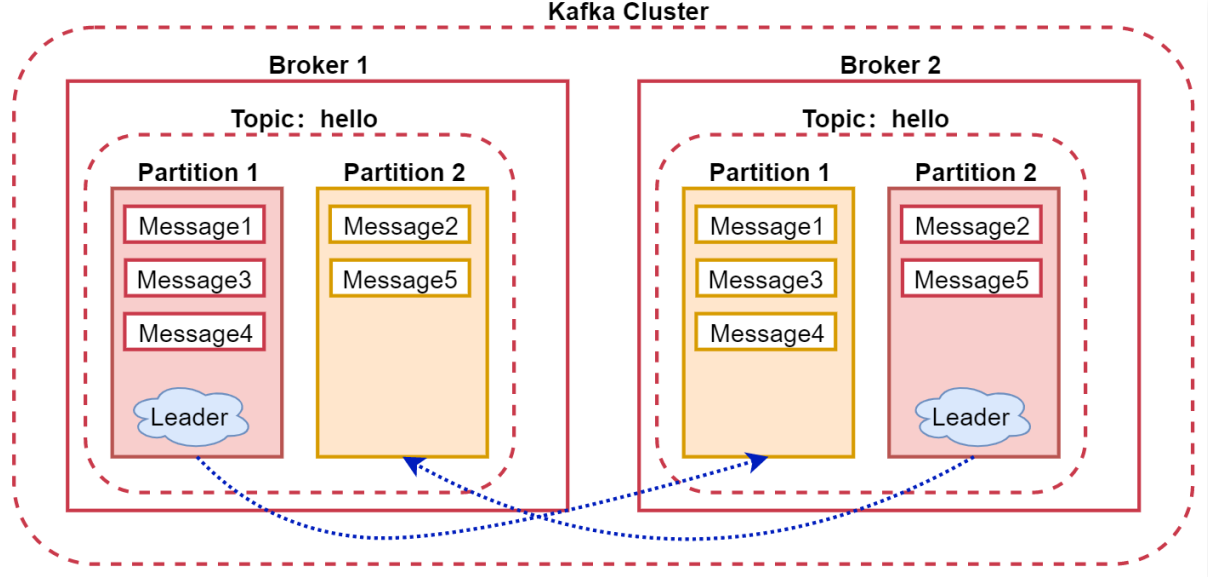 Kafka Cluster
Broker 1
Topic： hello
Partition 1
Message1
Message3
Message4
Leader
Partition 2
Message2
Message5
Broker 2
Topic： hello
Partition 1
Message1
Message3
Message4
Partition 2
Message2
Message5
Leader